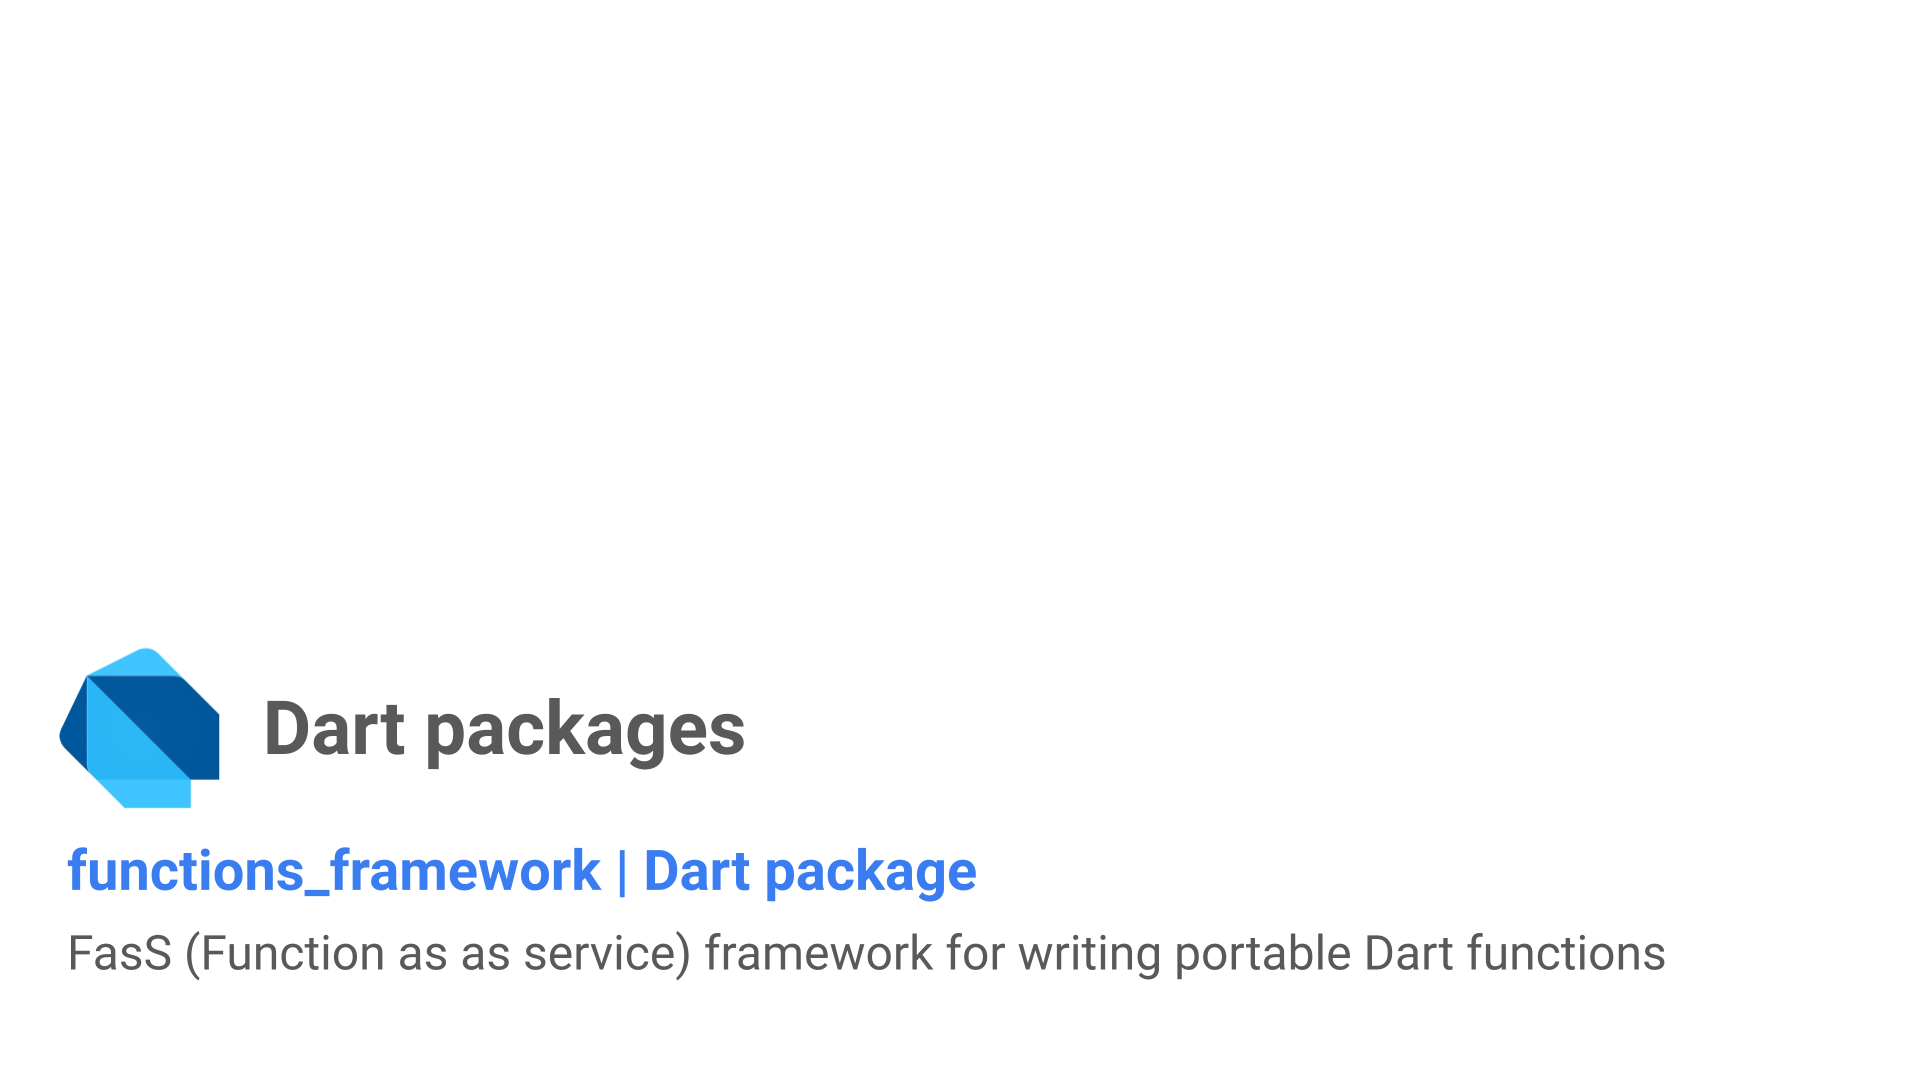 Dart packages
functions_framework | Dart package
FasS (Function as as service) framework for writing portable Dart functions